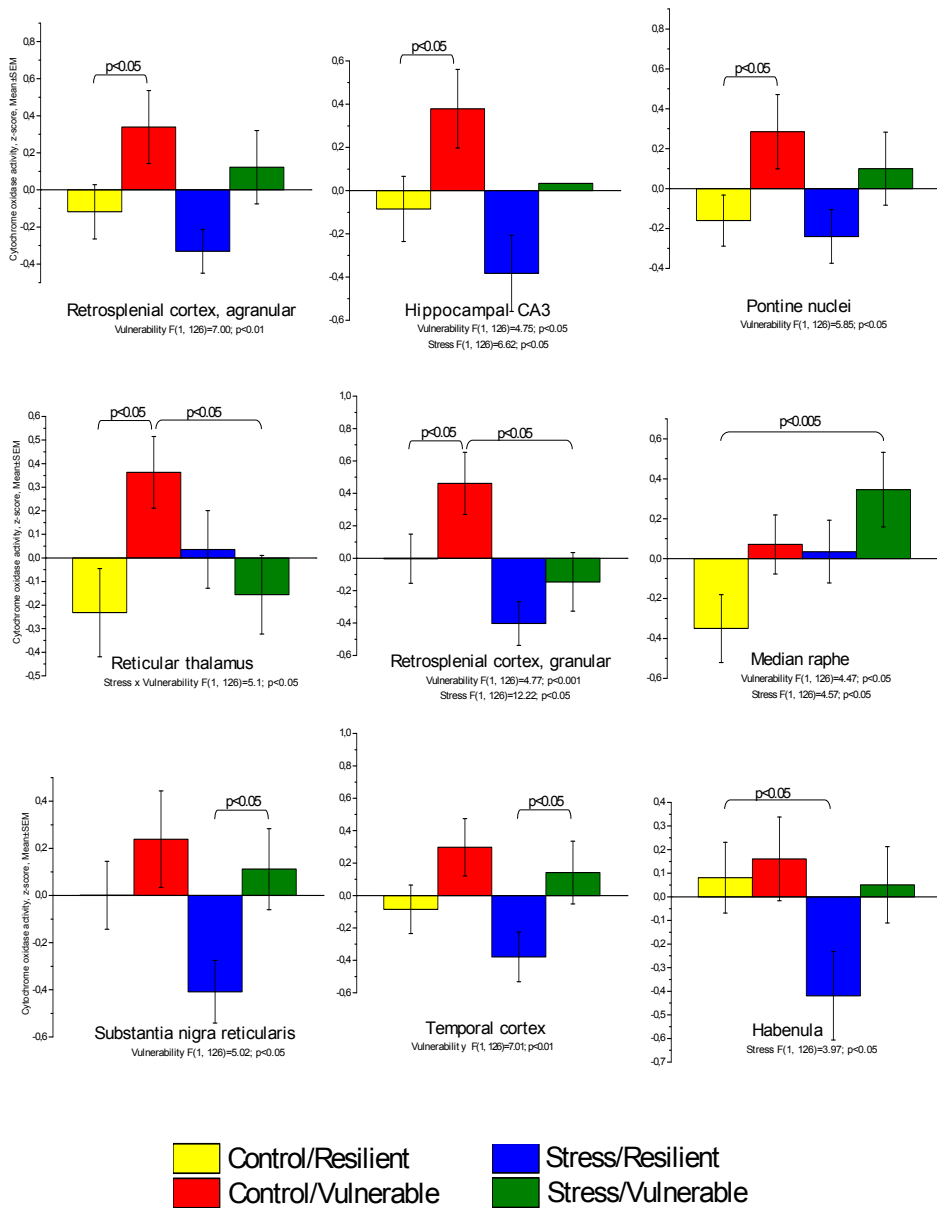 Cytochrome oxidase activity, z-score, Mean±SEM
0,8
0,6
0,4
0,2
0,0
-0,2
-0,4
p<0.05
Retrosplenial cortex, agranular
Vulnerability F(1, 126)=7.00; p<0.01
0,6
0,4
0,2
0,0
-0,2
-0,4
-0,6
p<0.05
Hippocampal CA3
Vulnerability F(1, 126)=4.75; p<0.05
Stress F(1, 126)=6.62; p<0.05
0,8
0,6
0,4
0,2
0,0
-0,2
-0,4
p<0.05
Pontine nuclei
Vulnerability F(1, 126)=5.85; p<0.05
Cytochrome oxidase activity, z-score, Mean±SEM
0,6
0,5
0,4
0,3
0,2
0,1
0,0
-0,1
-0,2
-0,3
-0,4
-0,5
p<0.05
p<0.05
Reticular thalamus
Stress x Vulnerability F(1, 126)=5.1; p<0.05
1,0
0,8
0,6
0,4
0,2
0,0
-0,2
-0,4
-0,6
p<0.05
p<0.05
Retrosplenial cortex, granular
Vulnerability F(1, 126)=4.77; p<0.001
Stress F(1, 126)=12.22; p<0.05
0,6
0,4
0,2
0,0
-0,2
-0,4
-0,6
p<0.005
Median raphe
Vulnerability F(1, 126)=4.47; p<0.05
Stress F(1, 126)=4.57; p<0.05
Cytochrome oxidase activity, z-score, Mean±SEM
0,4
0,2
0,0
-0,2
-0,4
-0,6
p<0.05
Substantia nigra reticularis
Vulnerability F(1, 126)=5.02; p<0.05
1,0
0,8
0,6
0,4
0,2
0,0
-0,2
-0,4
-0,6
p<0.05
Temporal cortex
Vulnerability F(1, 126)=7.01; p<0.01
0,4
0,3
0,2
0,1
0,0
-0,1
-0,2
-0,3
-0,4
-0,5
-0,6
-0,7
p<0.05
Habenula
Stress F(1, 126)=3.97; p<0.05
Control/Resilient
Stress/Resilient
Control/Vulnerable
Stress/Vulnerable